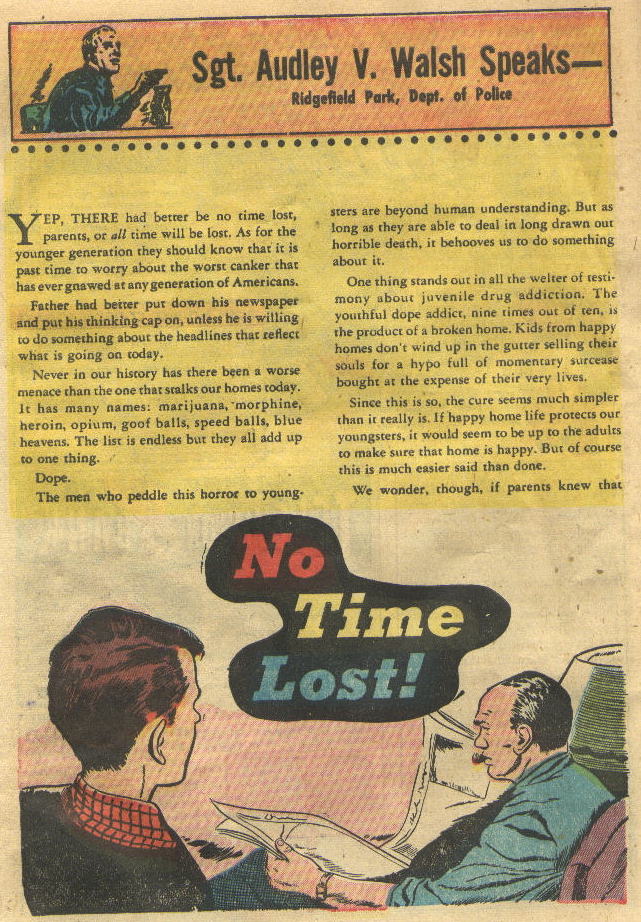 Sgt. Audley V. Walsh Speaks—
Ridgefield Park, Dept. of Police
YEP, THERE had better be no time lost,
parents, or all time will be lost. As for the
younger generation they should know that it is
past time to worry about the worst canker that
has ever gnawed at any generation of Americans.
Father had better put down his newspaper
and put his thinking cap on, unless he is willing
to do something about the headlines that reflect
what is going on today.
Never in our history has there been a worse
menace than the one that stalks our homes today.
It has many names: marijuana, morphine,
heroin, opium, goof balls, speed balls, blue
heavens. The list is endless but they all add up
to one thing.
Dope.
The men who peddle this horror to young-
sters are beyond human understanding. But as
long as they are able to deal in long drawn out
horrible death, it behooves us to do something
about it.
One thing stands out in all the welter of testi-
mony about juvenile drug addiction. The
youthful dope addict, nine times out of ten, is
the product of a broken home. Kids from happy
homes don't wind up in the gutter selling their
souls for a hypo full of momentary surcease
bought at the expense of their very lives.
Since this is so, the cure seems much simpler
than it really is. If happy home life protects our
youngsters, it would seem to be up to the adults
to make sure that home is happy. But of course
this is much easier said than done.
We wonder, though, if parents knew that
No
Time
Lost!